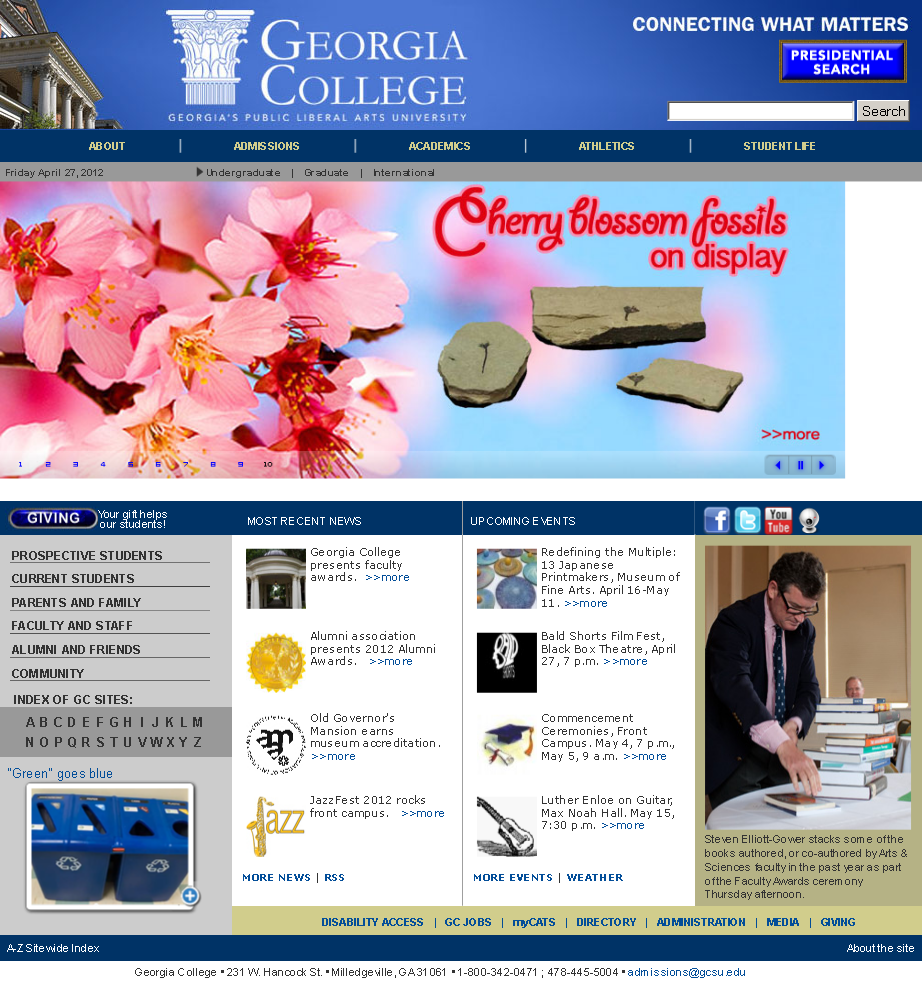 GEORGIA
COLLEGE
GEORGIA'S PUBLIC LIBERAL ARTS UNIVERSITY
CONNECTING WHAT MATTERS
PRESIDENTIAL
SEARCH
Search
ABOUT | ADMISSIONS | ACADEMICS | ATHLETICS | STUDENT LIFE
Friday April 27, 2012
Undergraduate | Graduate | International
Cherry blossom fossils
on display
>>more
1 2 3 4 5 6 7 8 9 10
GIVING
Your gift helps
our students!
PROSPECTIVE STUDENTS
CURRENT STUDENTS
PARENTS AND FAMILY
FACULTY AND STAFF
ALUMNI AND FRIENDS
COMMUNITY
INDEX OF GC SITES:
A B C D E F G H I J K L M
N O P Q R S T U V W X Y Z
"Green" goes blue
MOST RECENT NEWS
Georgia College
presents faculty
awards. >>more
Alumni association
presents 2012 Alumni
Awards. >>more
Old Governor's
Mansion earns
museum accreditation.
>>more
Jazz
JazzFest 2012 rocks
front campus. >>more
MORE NEWS | RSS
UPCOMING EVENTS
Redefining the Multiple:
13 Japanese
Printmakers, Museum of
Fine Arts. April 16-May
11. >>more
BALD
SHORTS
Bald Shorts Film Fest,
Black Box Theatre, April
27, 7 p.m. >>more
Commencement
Ceremonies, Front
Campus. May 4, 7 p.m.,
May 5, 9 a.m. >>more
Luther Enloe on Guitar,
Max Noah Hall. May 15,
7:30 p.m. >>more
MORE EVENTS | WEATHER
f
t
You
Tube
Steven Elliott-Gower stacks some of the
books authored, or co-authored by Arts &
Sciences faculty in the past year as part
of the Faculty Awards ceremony
Thursday afternoon.
DISABILITY ACCESS | GC JOBS | myCATS | DIRECTORY | ADMINISTRATION | MEDIA | GIVING
A-Z Sitewide Index
About the site
Georgia College • 231 W. Hancock St. • Milledgeville, GA 31061 • 1-800-342-0471 ; 478-445-5004 • admissions@gcsu.edu